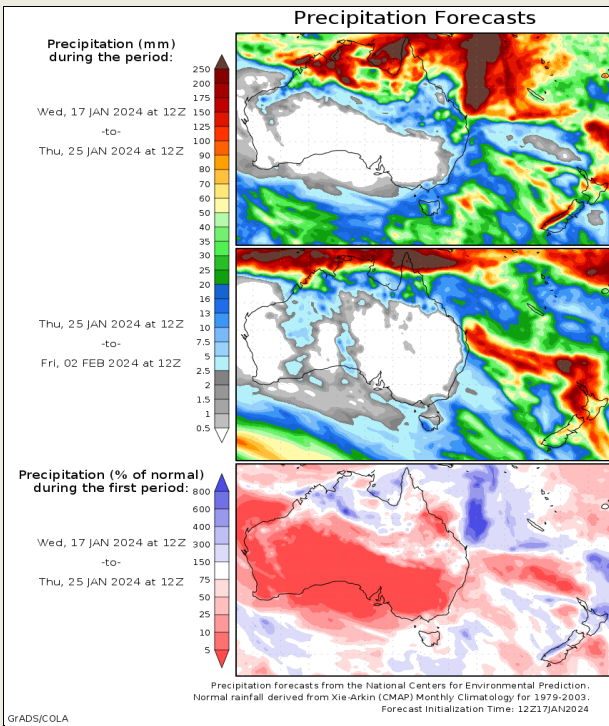 Precipitation Forecasts
Precipitation (mm)
during the period:
Wed, 17 JAN 2024 at 12Z
-to-
Thu, 25 JAN 2024 at 12Z
250
200
175
150
125
100
90
80
70
60
50
40
35
30
25
20
16
13
10
7.5
5
2.5
2
1.5
1
0.5
Thu, 25 JAN 2024 at 12Z
-to-
Fri, 02 FEB 2024 at 12Z
Precipitation (% of normal)
during the first period:
Wed, 17 JAN 2024 at 12Z
-to-
Thu, 25 JAN 2024 at 12Z
800
600
400
300
150
75
50
25
10
5
Precipitation forecasts from the National Centers for Environmental Prediction.
Normal rainfall derived from Xie-Arkin (CMAP) Monthly Climatology for 1979-2003.
Forecast Initialization Time: 12Z17JAN2024
GrADS/COLA